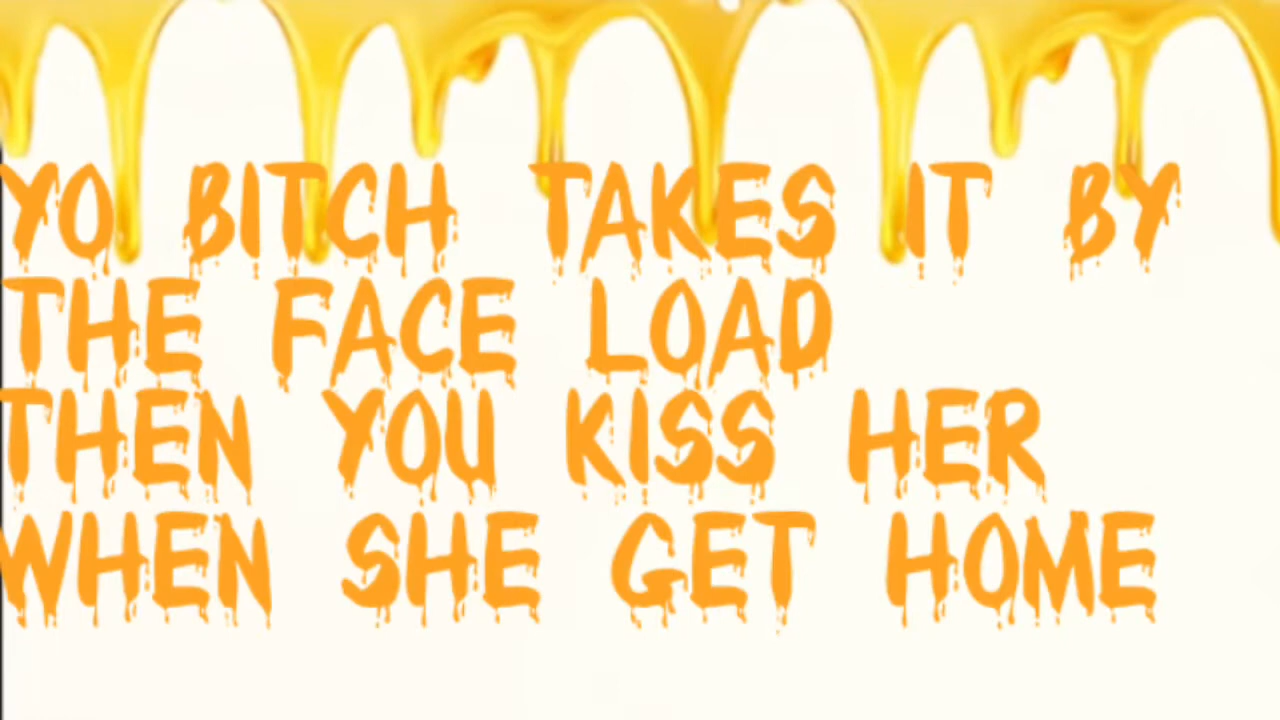 YO BITCH TAKES IT BY
THE FACE LOAD
THEN YOU KISS HER
WHEN SHE GET HOME